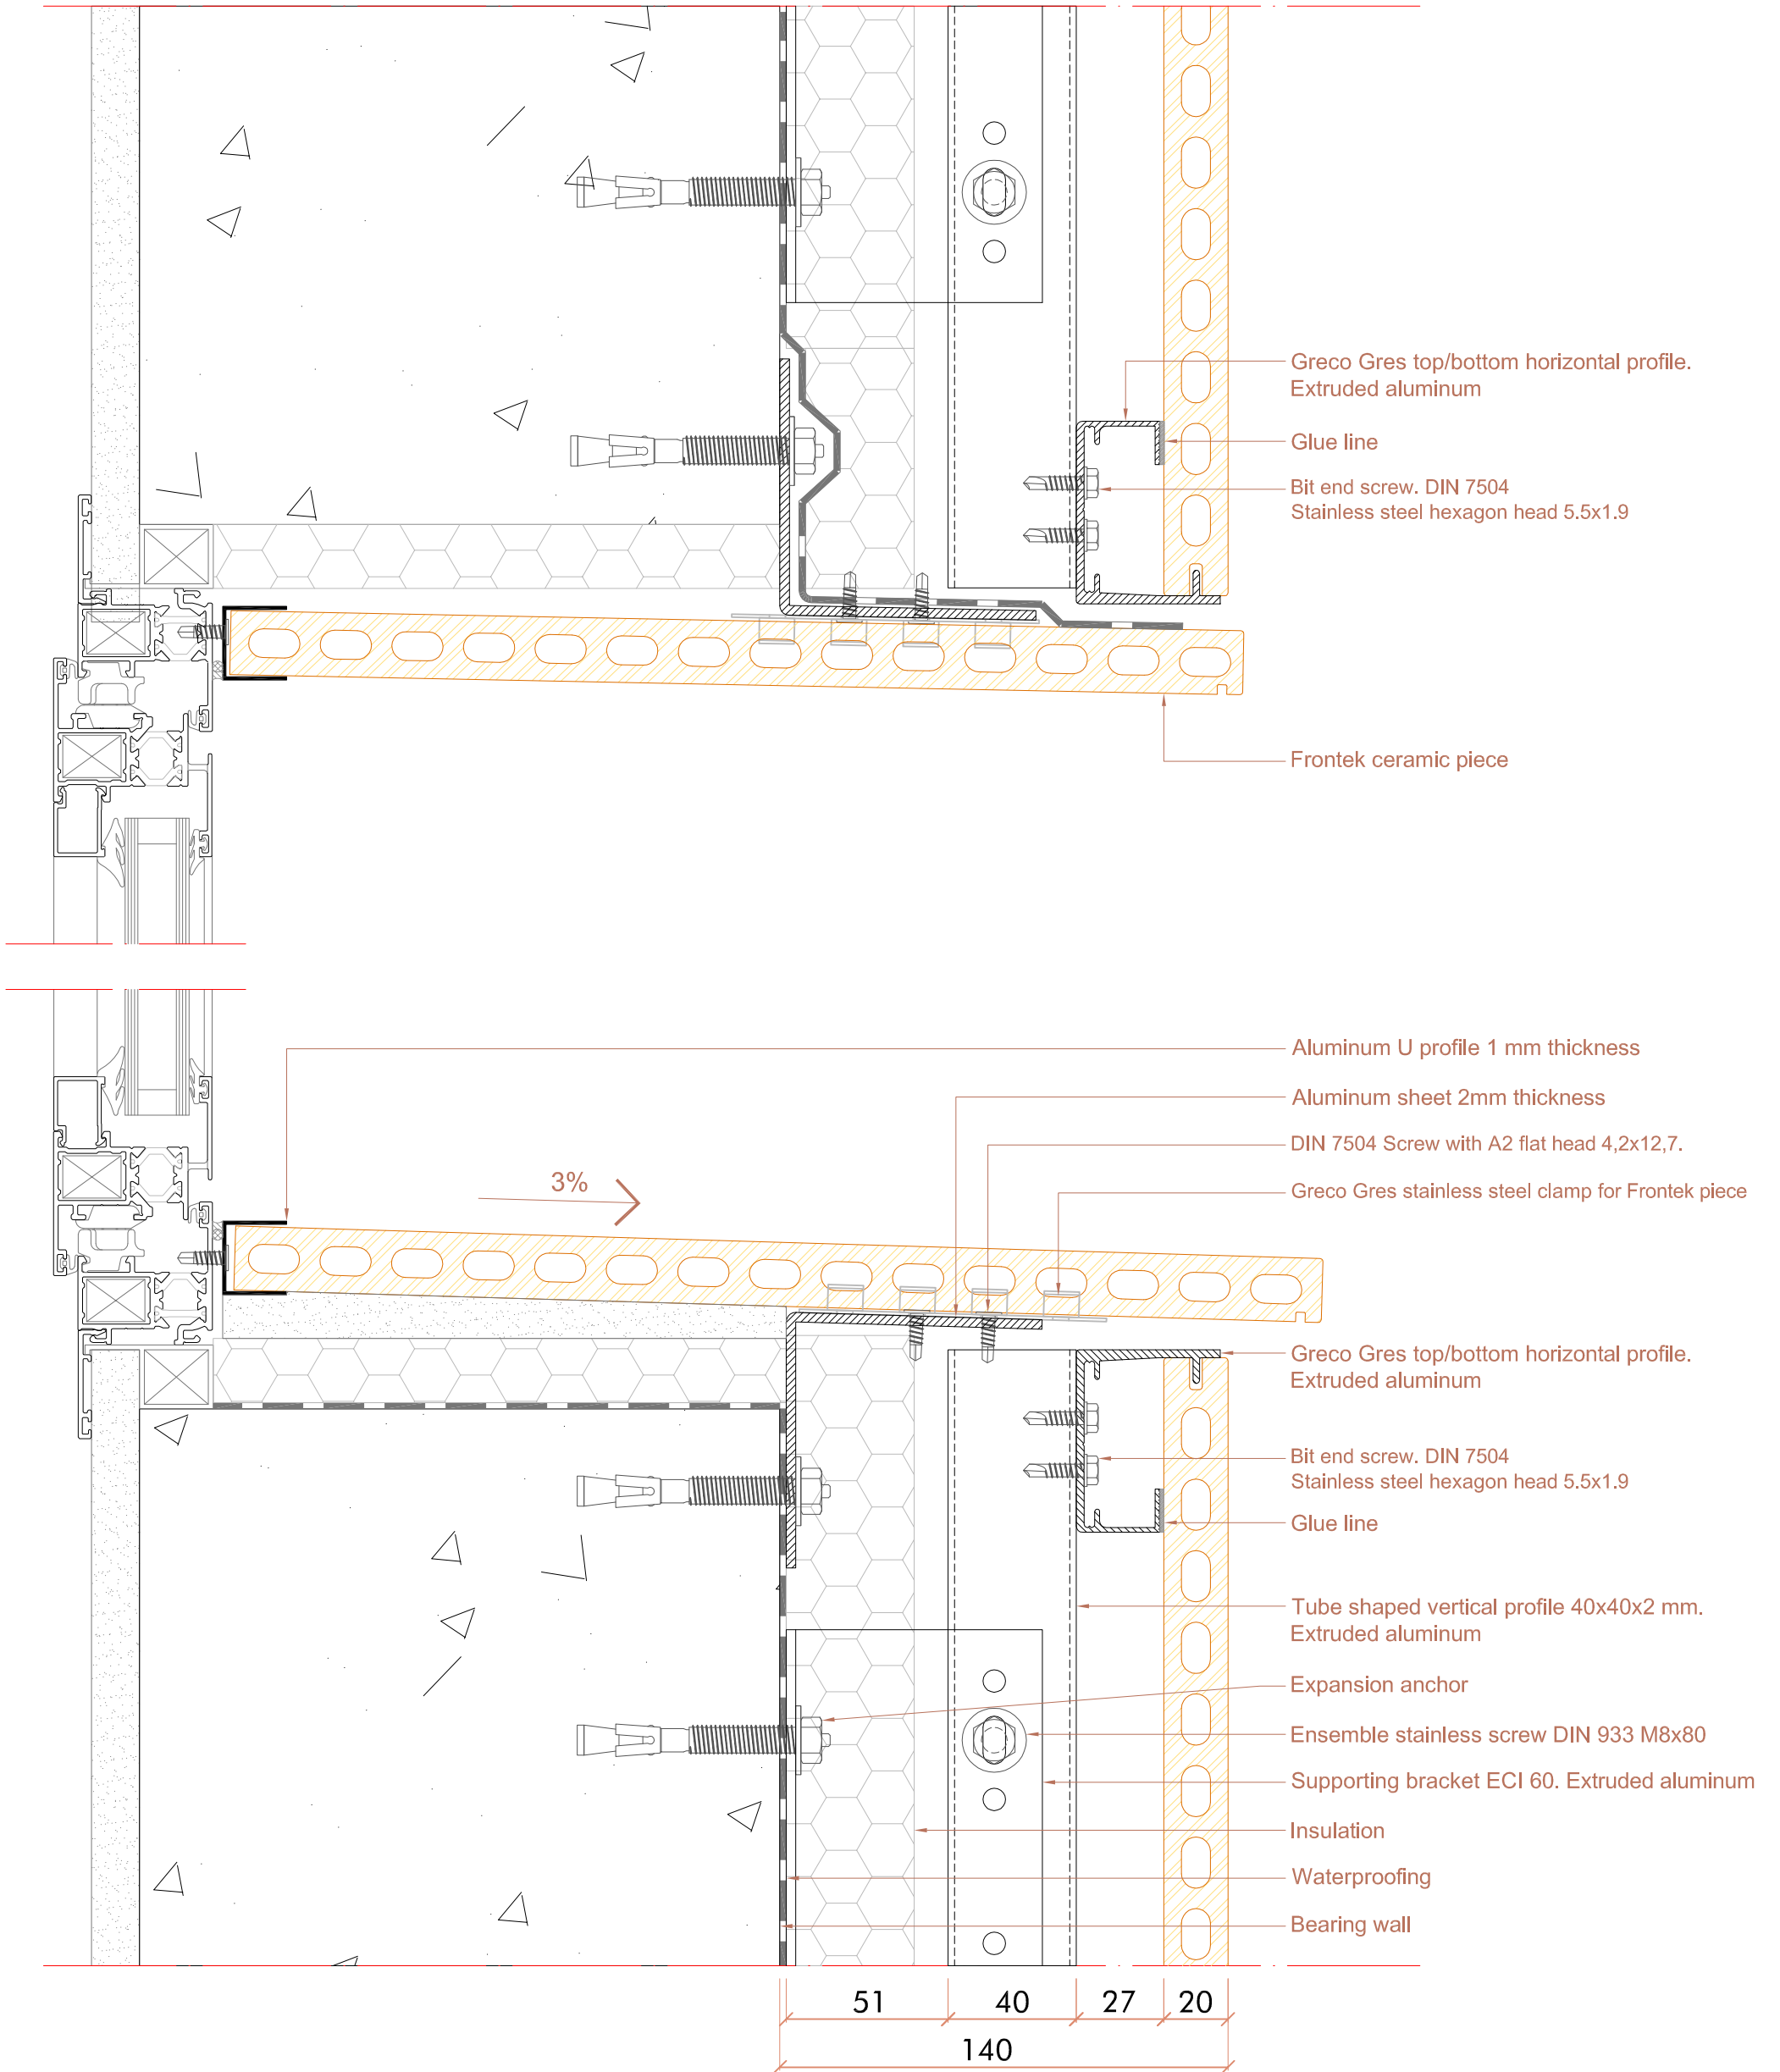 Greco Gres top/bottom horizontal profile.
Extruded aluminum
Glue line
Bit end screw. DIN 7504
Stainless steel hexagon head 5.5x1.9
Frontek ceramic piece
Aluminum U profile 1 mm thickness
Aluminum sheet 2mm thickness
DIN 7504 Screw with A2 flat head 4,2x12,7.
3%
Greco Gres stainless steel clamp for Frontek piece
Greco Gres top/bottom horizontal profile.
Extruded aluminum
Bit end screw. DIN 7504
Stainless steel hexagon head 5.5x1.9
Glue line
Tube shaped vertical profile 40x40x2 mm.
Extruded aluminum
Expansion anchor
Ensemble stainless screw DIN 933 M8x80
Supporting bracket ECI 60. Extruded aluminum
Insulation
Waterproofing
Bearing wall
51 40 27 20
140